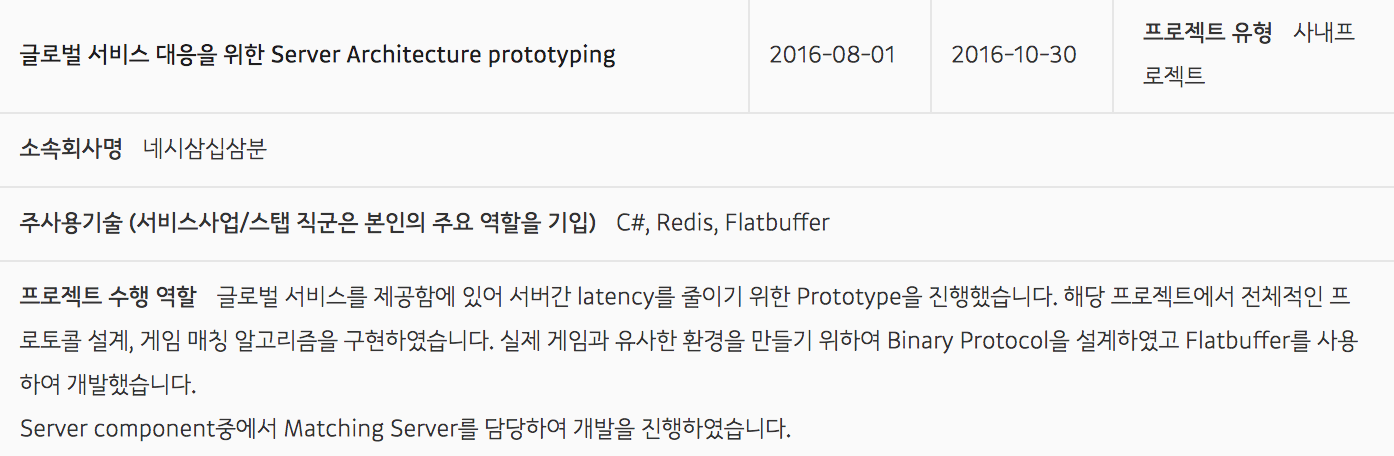 글로벌 서비스 대응을 위한 Server Architecture prototyping 2016-08-01 2016-10-30 프로젝트 유형 사내프
로젝트
소속회사명 네시삼십삼분
주사용기술 (서비스사업/스탭 직군은 본인의 주요 역할을 기입) C#, Redis, Flatbuffer
프로젝트 수행 역할 글로벌 서비스를 제공함에 있어 서버간 latency를 줄이기 위한 Prototype을 진행했습니다. 해당 프로젝트에서 전체적인 프
로토콜 설계, 게임 매칭 알고리즘을 구현하였습니다. 실제 게임과 유사한 환경을 만들기 위하여 Binary Protocol을 설계하였고 Flatbuffer를 사용
하여 개발했습니다.
Server component중에서 Matching Server를 담당하여 개발을 진행하였습니다.